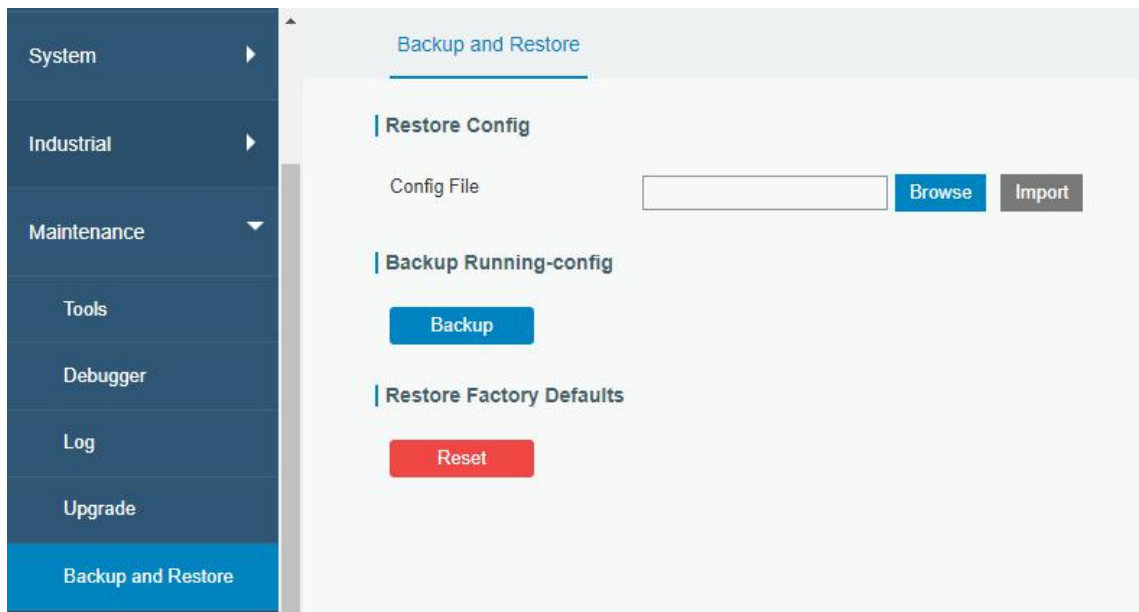 System
Industrial
Maintenance
Tools
Debugger
Log
Upgrade
Backup and Restore
Backup and Restore
Restore Config
Config File
Browse
Import
Backup Running-config
Backup
Restore Factory Defaults
Reset